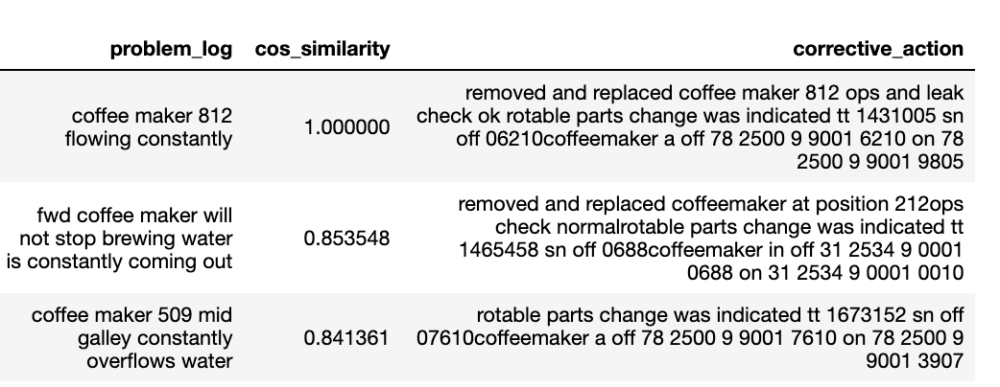 problem_log cos_similarity corrective_action
coffee maker 812
flowing constantly
1.000000
removed and replaced coffee maker 812 ops and leak
check ok rotable parts change was indicated tt 1431005 sn
off 06210coffeemaker a off 78 2500 9 9001 6210 on 78
2500 9 9001 9805
fwd coffee maker will
not stop brewing water
is constantly coming out
0.853548
removed and replaced coffeemaker at position 212ops
check normalrotable parts change was indicated tt
1465458 sn off 0688coffeemaker in off 31 2534 9 0001
0688 on 31 2534 9 0001 0010
coffee maker 509 mid
galley constantly
overflows water
0.841361
rotable parts change was indicated tt 1673152 sn off
07610coffeemaker a off 78 2500 9 9001 7610 on 78 2500 9
9001 3907